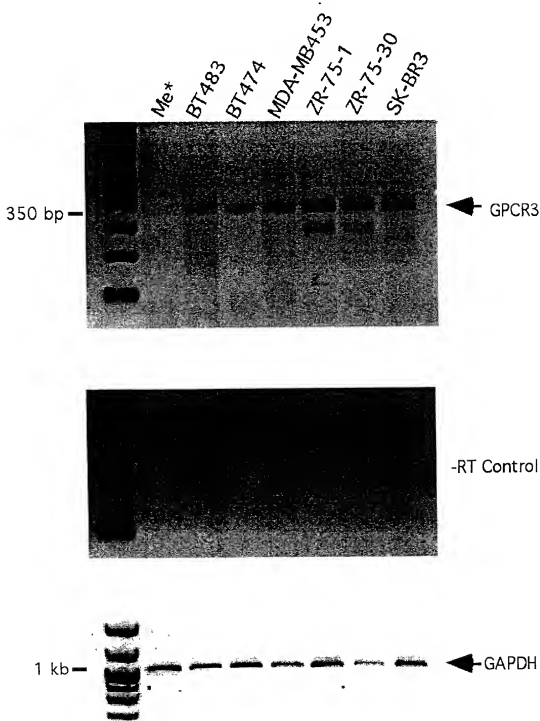 Me*
BT483
BT474
MDA-MB453
ZR-75-1
ZR-75-30
SK-BR3
350 bp
GPCR3
-RT Control
1 kb
GAPDH